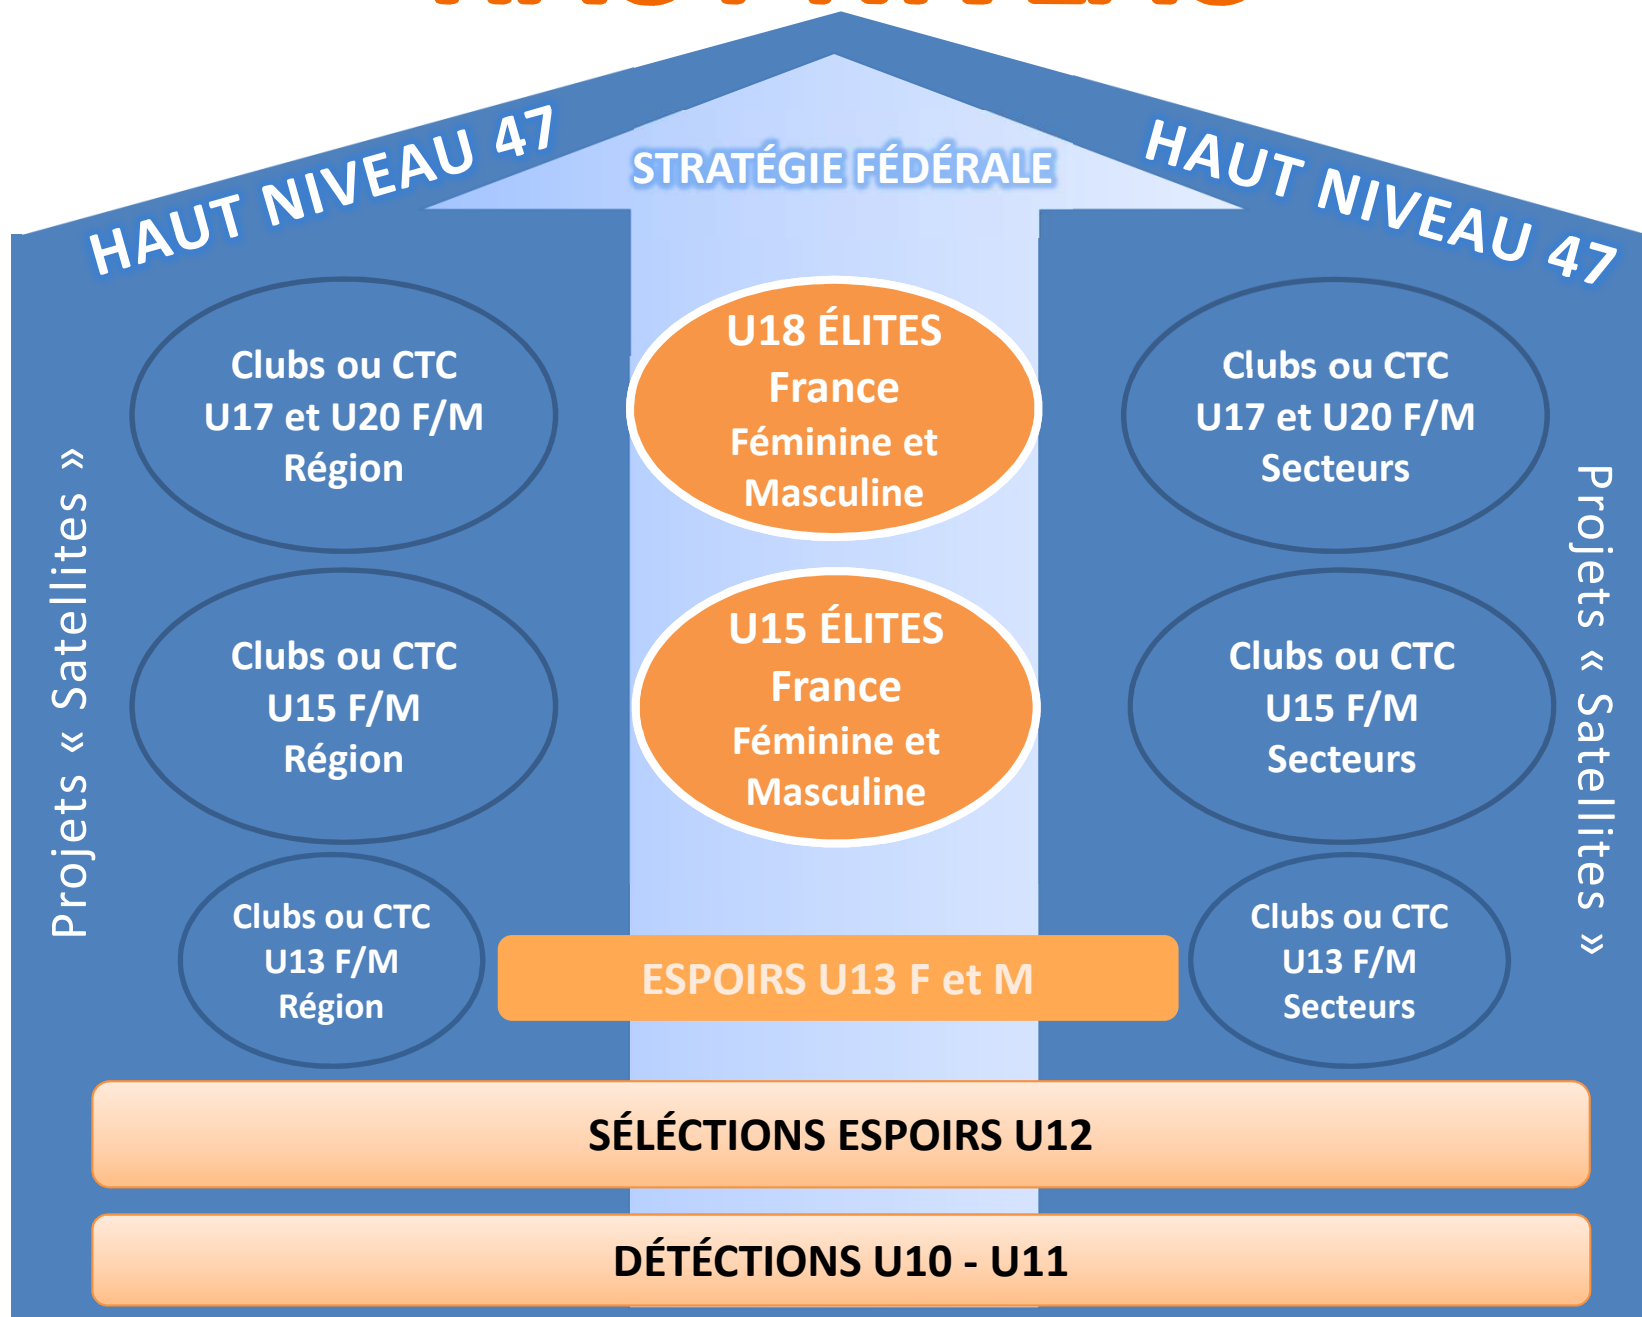 HAUT NIVEAU 47
STRATÉGIE FÉDÉRALE
HAUT NIVEAU 47
Projets « Satellites »
Clubs ou CTC
U17 et U20 F/M
Région
U18 ÉLITES
France
Féminine et
Masculine
Clubs ou CTC
U17 et U20 F/M
Secteurs
Projets « Satellites »
Clubs ou CTC
U15 F/M
Région
U15 ÉLITES
France
Féminine et
Masculine
Clubs ou CTC
U15 F/M
Secteurs
Clubs ou CTC
U13 F/M
Région
ESPOIRS U13 F et M
Clubs ou CTC
U13 F/M
Secteurs
SÉLÉCTIONS ESPOIRS U12
DÉTÉCTIONS U10 - U11